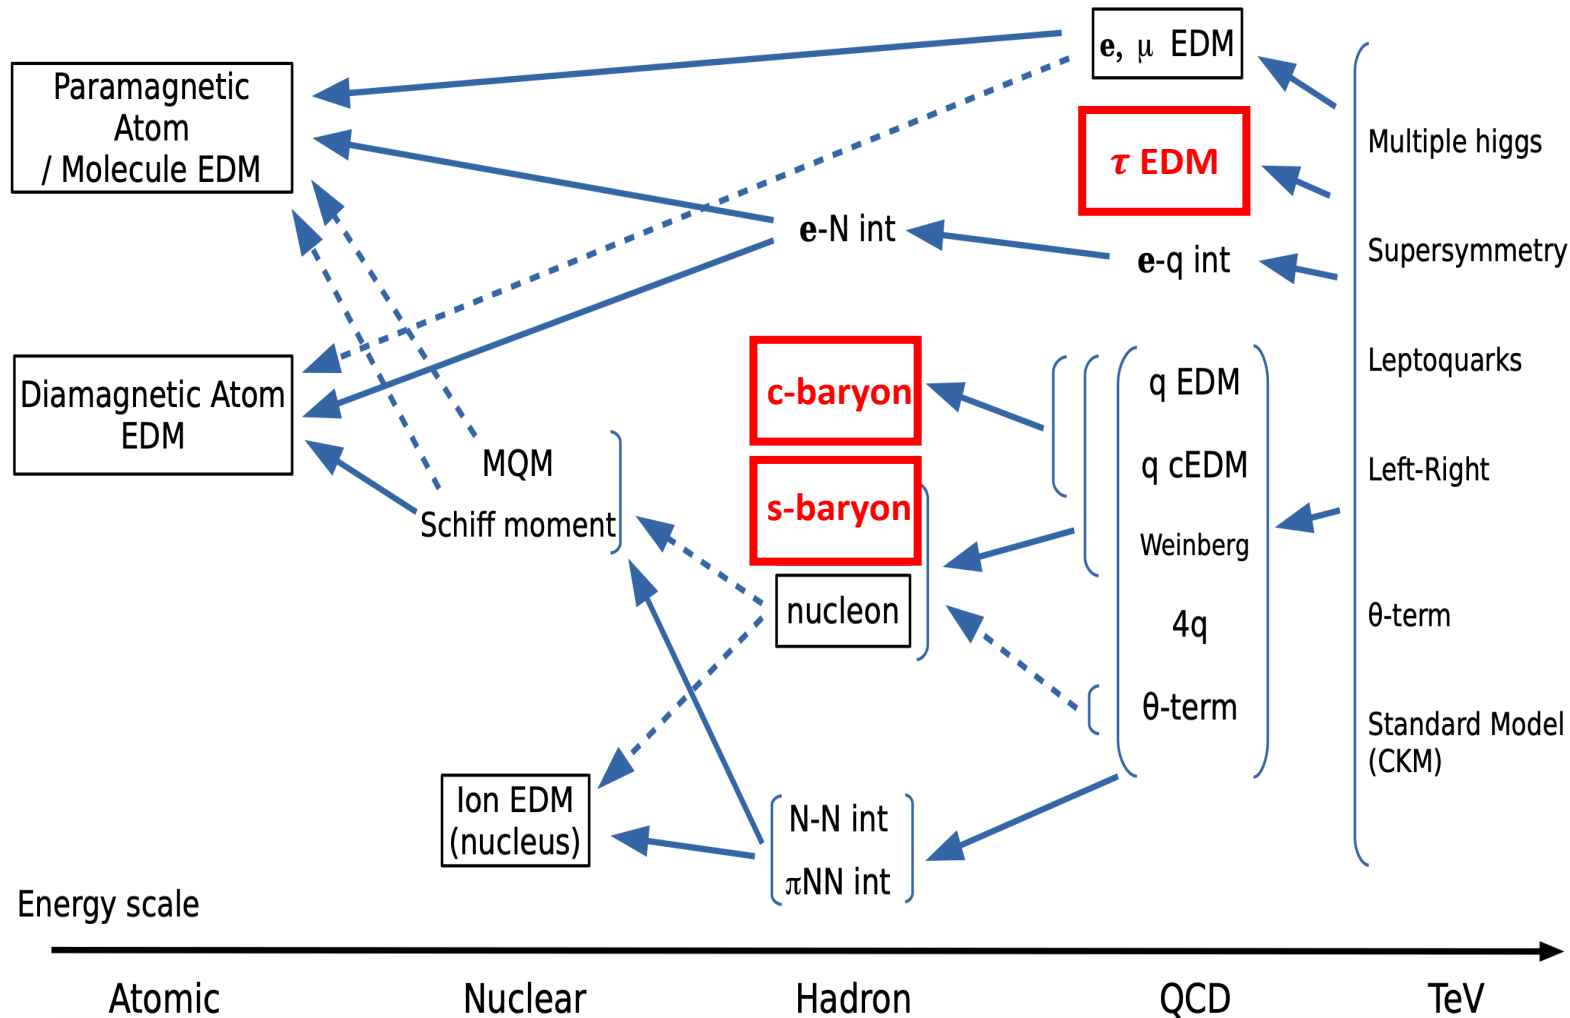 Paramagnetic
Atom
/ Molecule EDM
Diamagnetic Atom
EDM
MQM
Schiff moment
Ion EDM
(nucleus)
e-N int
c-baryon
s-baryon
nucleon
N-N int
πNN int
e, μ EDM
τ EDM
e-q int
q EDM
q cEDM
Weinberg
4q
θ-term
Multiple higgs
Supersymmetry
Leptoquarks
Left-Right
θ-term
Standard Model
(CKM)
Energy scale
Atomic
Nuclear
Hadron
QCD
TeV